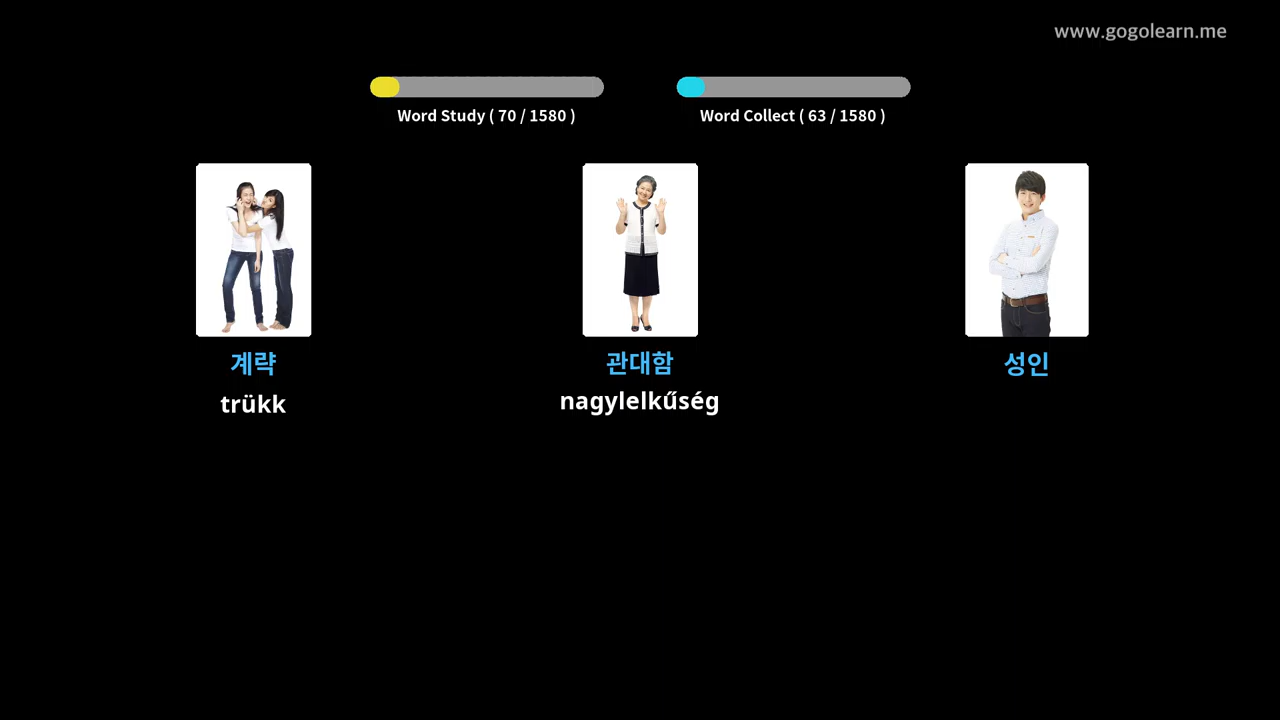 www.gogolearn.me
Word Study ( 70 / 1580 )
Word Collect ( 63 / 1580 )
계략
관대함
성인
trükk
nagylelkűség